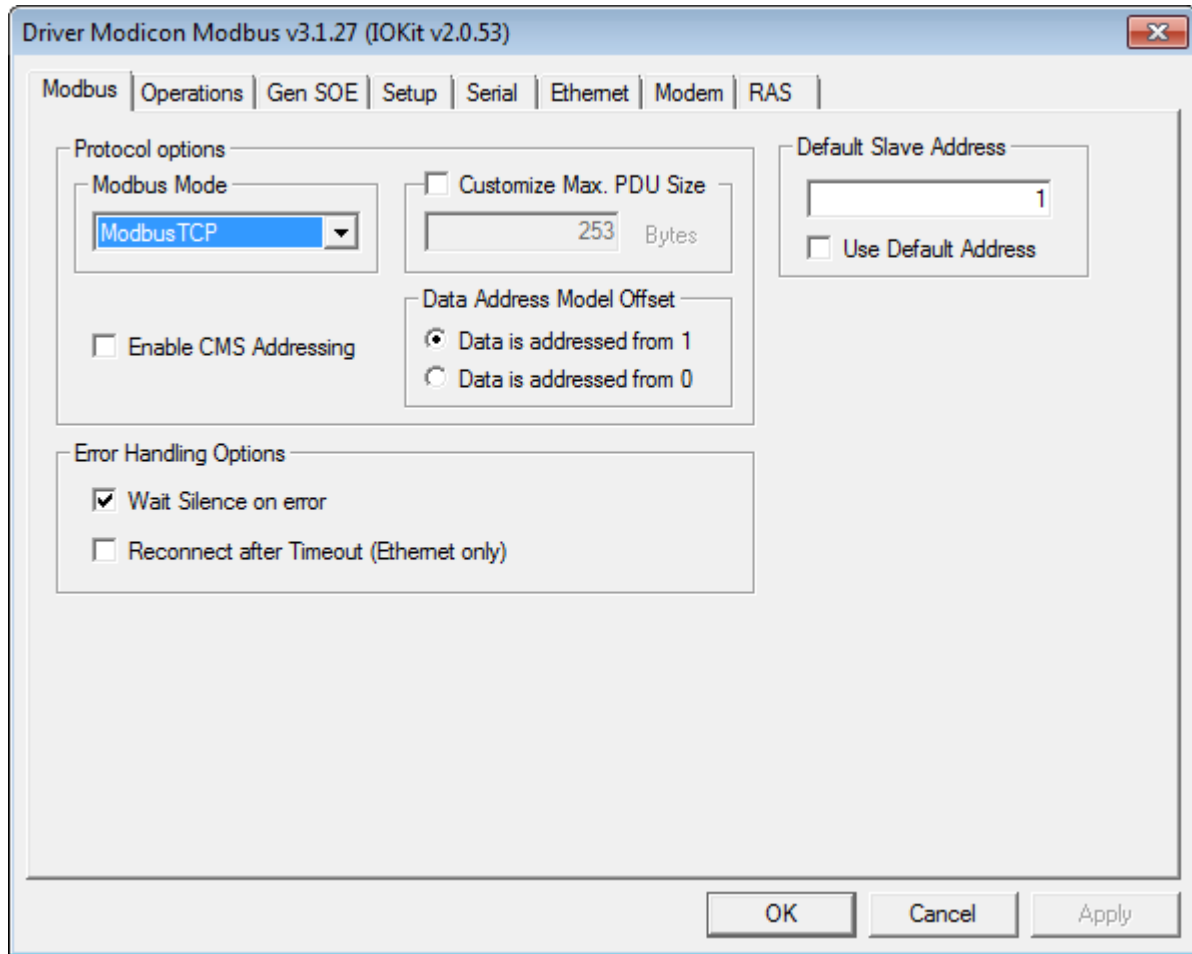 Driver Modicon Modbus v3.1.27 (IOKit v2.0.53)
Modbus Operations Gen SOE Setup Serial Ethernet Modem RAS
Protocol options
Modbus Mode
ModbusTCP
Customize Max. PDU Size
253 Bytes
Default Slave Address
1
Use Default Address
Enable CMS Addressing
Data Address Model Offset
Data is addressed from 1
Data is addressed from 0
Error Handling Options
Wait Silence on error
Reconnect after Timeout (Ethernet only)
OK Cancel Apply